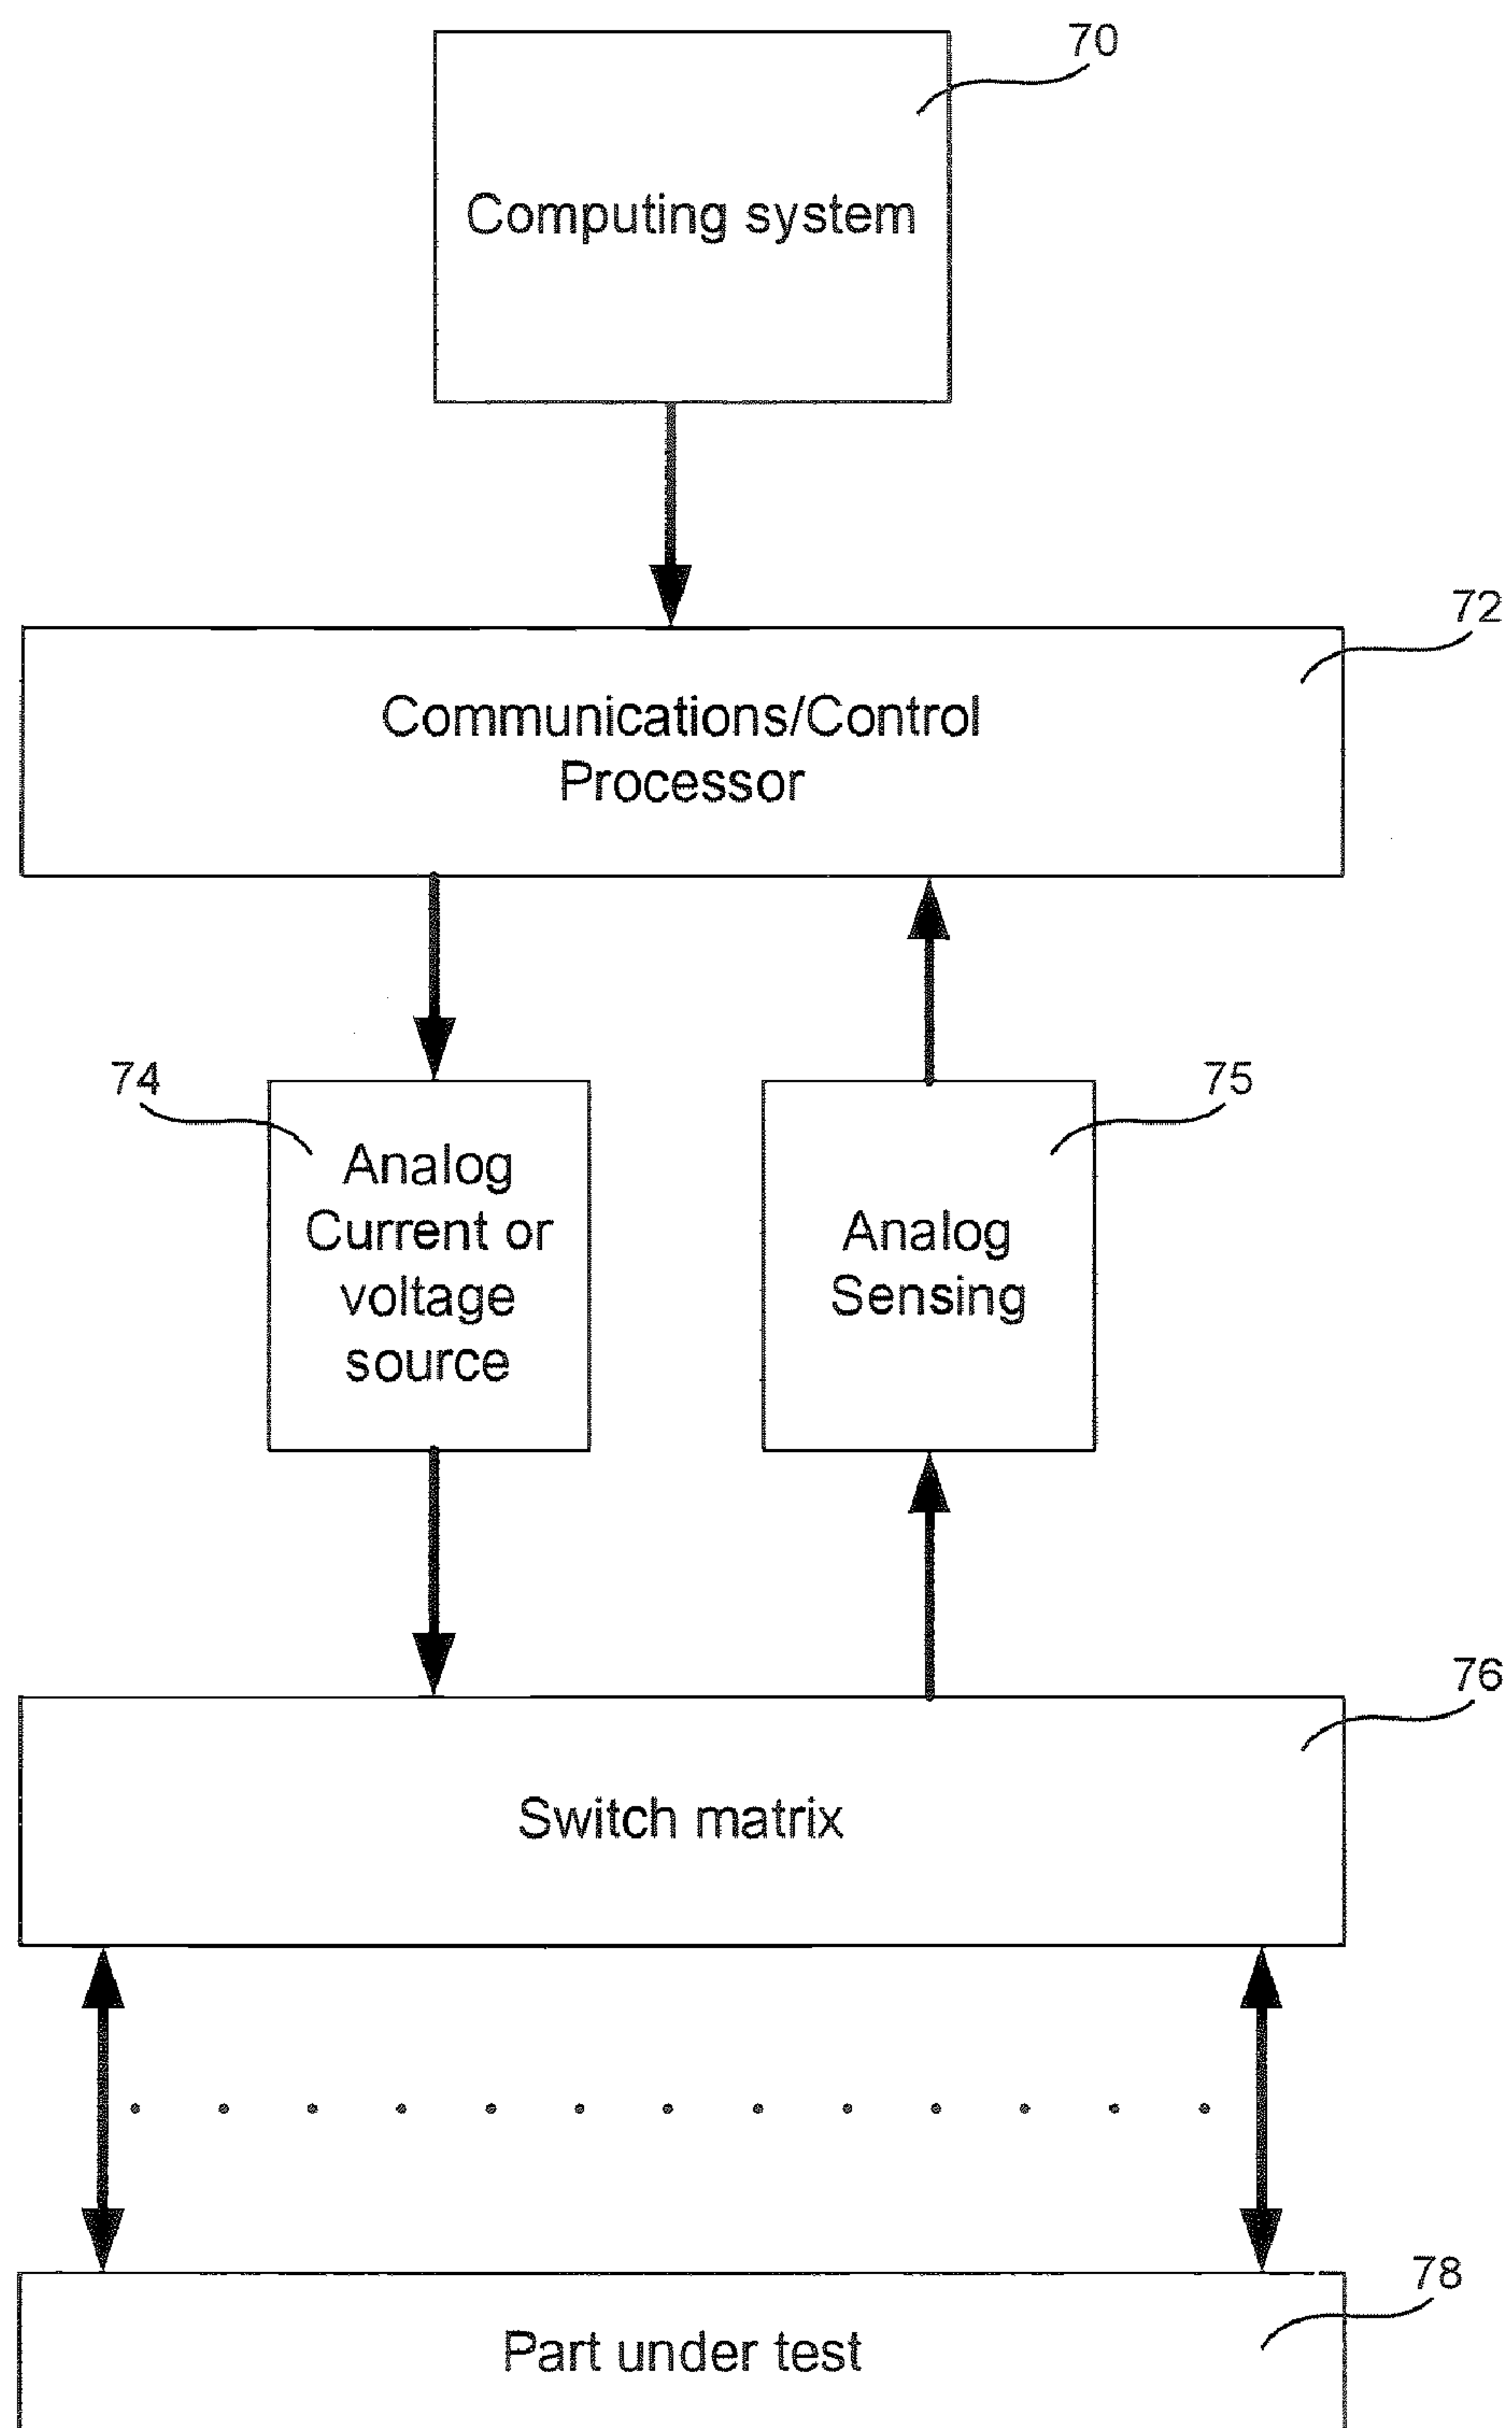 70
Computing system
72
Communications/Control
Processor
74
Analog
Current or
voltage
source
75
Analog
Sensing
76
Switch matrix
78
Part under test